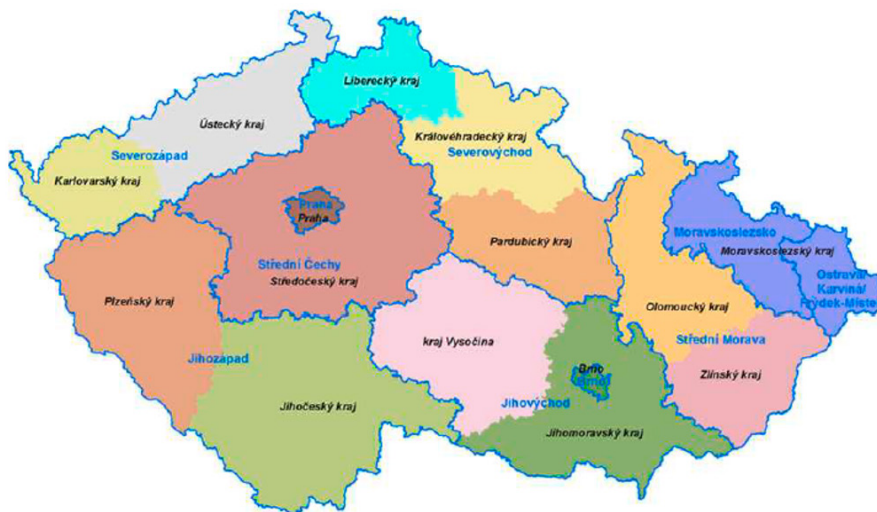 Liberecký kraj
Ústecký kraj
Královéhradecký kraj
Severovýchod
Severozápad
Karlovarský kraj
Praha
Praha
Moravskoslezsko
Moravskoslezský kraj
Pardubický kraj
Střední Čechy
Středočeský kraj
Ostrava/
Karviná/
Frýdek-Míste
Plzeňský kraj
Olomoucký kraj
Střední Morava
kraj Vysočina
Jihozápad
Brno
Brno
Zlínský kraj
Jihovýchod
Jihočeský kraj
Jihomoravský kraj